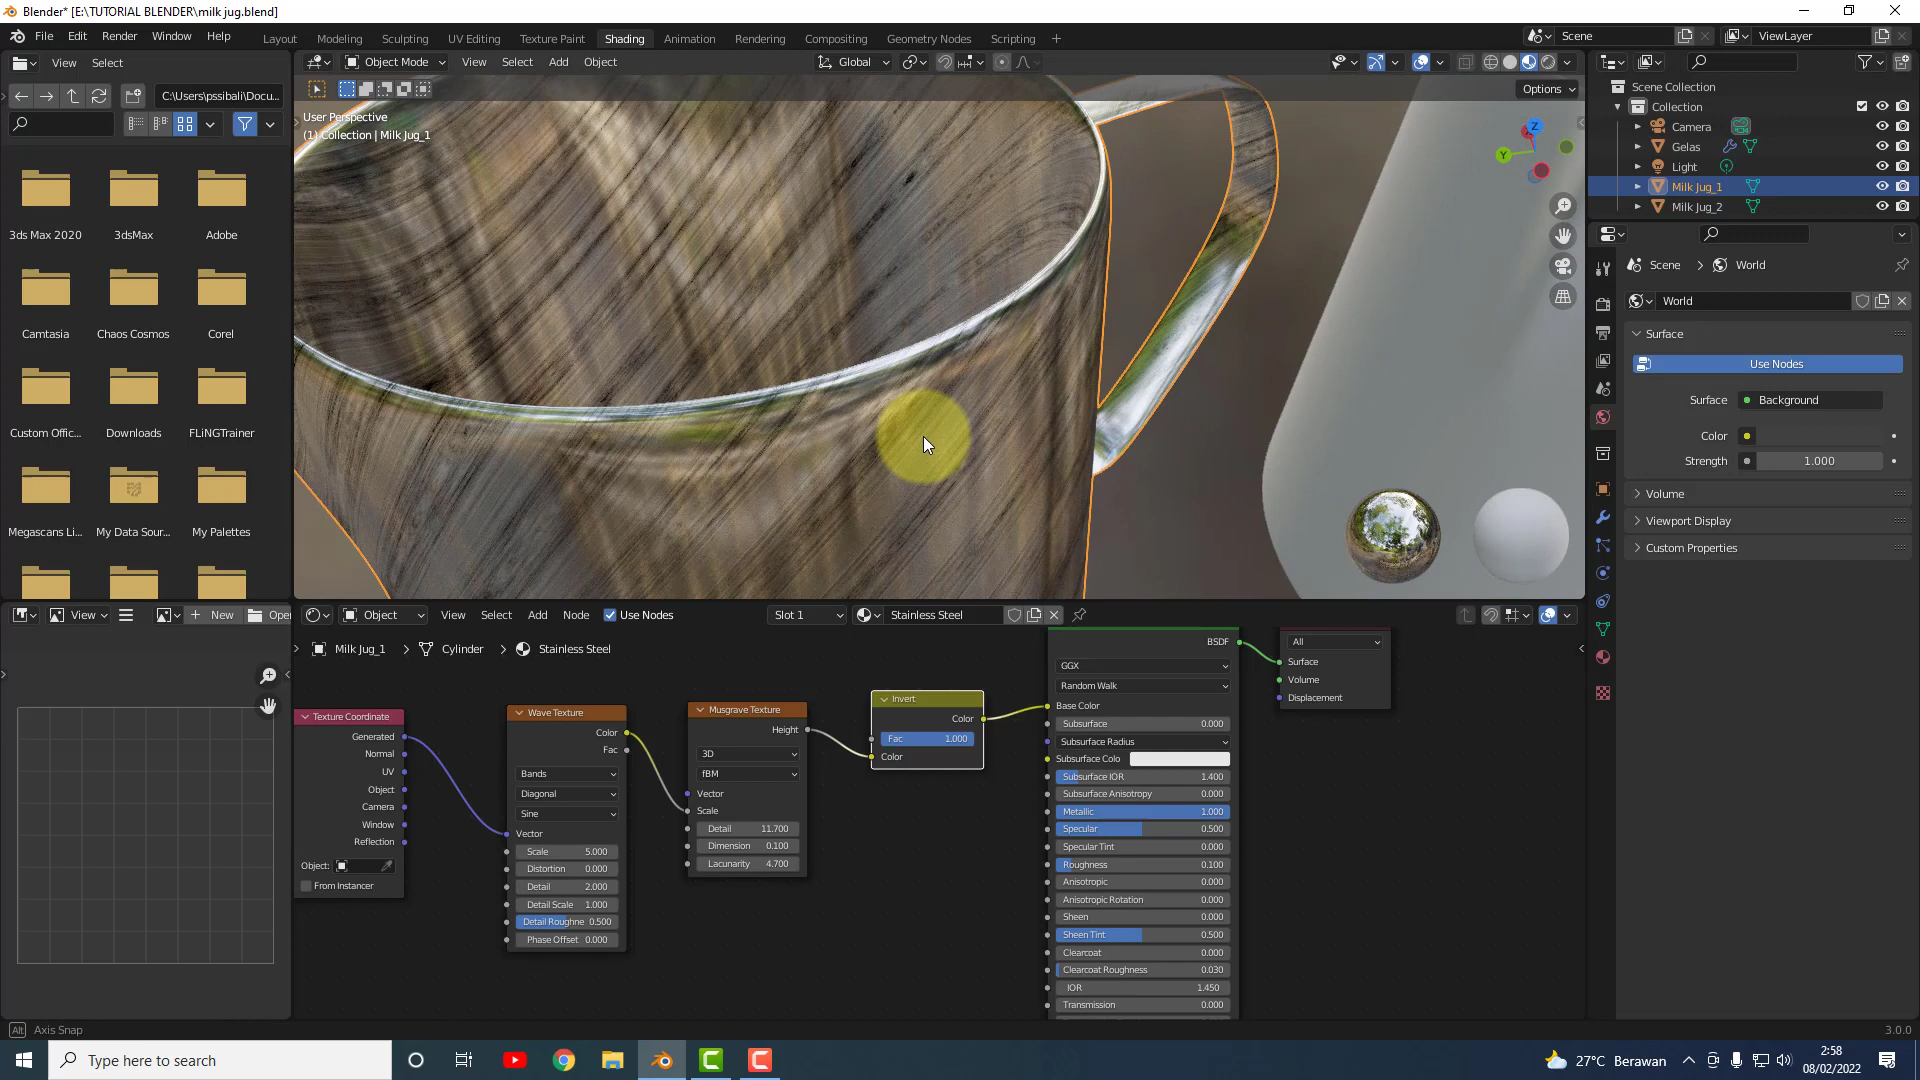 Blender* [E:\TUTORIAL BLENDER\milk jug.blend]
File Edit Render Window Help
Layout Modeling Sculpting UV Editing Texture Paint Shading Animation Rendering Compositing Geometry Nodes Scripting +
Scene
ViewLayer
View Select
Object Mode View Select Add Object
Global
C:\Users\pssibali\Docu...
Options
User Perspective
(1) Collection | Milk Jug_1
Z
Y
3ds Max 2020 3dsMax Adobe
Camtasia Chaos Cosmos Corel
Custom Offic... Downloads FLiNGTrainer
Megascans Li... My Data Sour... My Palettes
Scene Collection
Collection
Camera
Gelas
Light
Milk Jug_1
Milk Jug_2
Scene > World
World
Surface
Use Nodes
Surface Background
Color
Strength 1.000
Volume
Viewport Display
Custom Properties
View
+ New
Ope
Object View Select Add Node Use Nodes Slot 1 Stainless Steel
Milk Jug_1 > Cylinder > Stainless Steel
Texture Coordinate
Generated
Normal
UV
Object
Camera
Window
Reflection
Object:
From Instancer
Wave Texture
Color
Fac
Bands
Diagonal
Sine
Vector
Scale 5.000
Distortion 0.000
Detail 2.000
Detail Scale 1.000
Detail Roughne 0.500
Phase Offset 0.000
Musgrave Texture
Height
3D
fBM
Vector
Scale
Detail 11.700
Dimension 0.100
Lacunarity 4.700
Invert
Color
Fac 1.000
Color
BSDF
GGX
Random Walk
Base Color
Subsurface 0.000
Subsurface Radius
Subsurface Colo
Subsurface IOR 1.400
Subsurface Anisotropy 0.000
Metallic 1.000
Specular 0.500
Specular Tint 0.000
Roughness 0.100
Anisotropic 0.000
Anisotropic Rotation 0.000
Sheen 0.000
Sheen Tint 0.500
Clearcoat 0.000
Clearcoat Roughness 0.030
IOR 1.450
Transmission 0.000
All
Surface
Volume
Displacement
Alt Axis Snap
3.0.0
Type here to search
27°C Berawan
2:58
08/02/2022